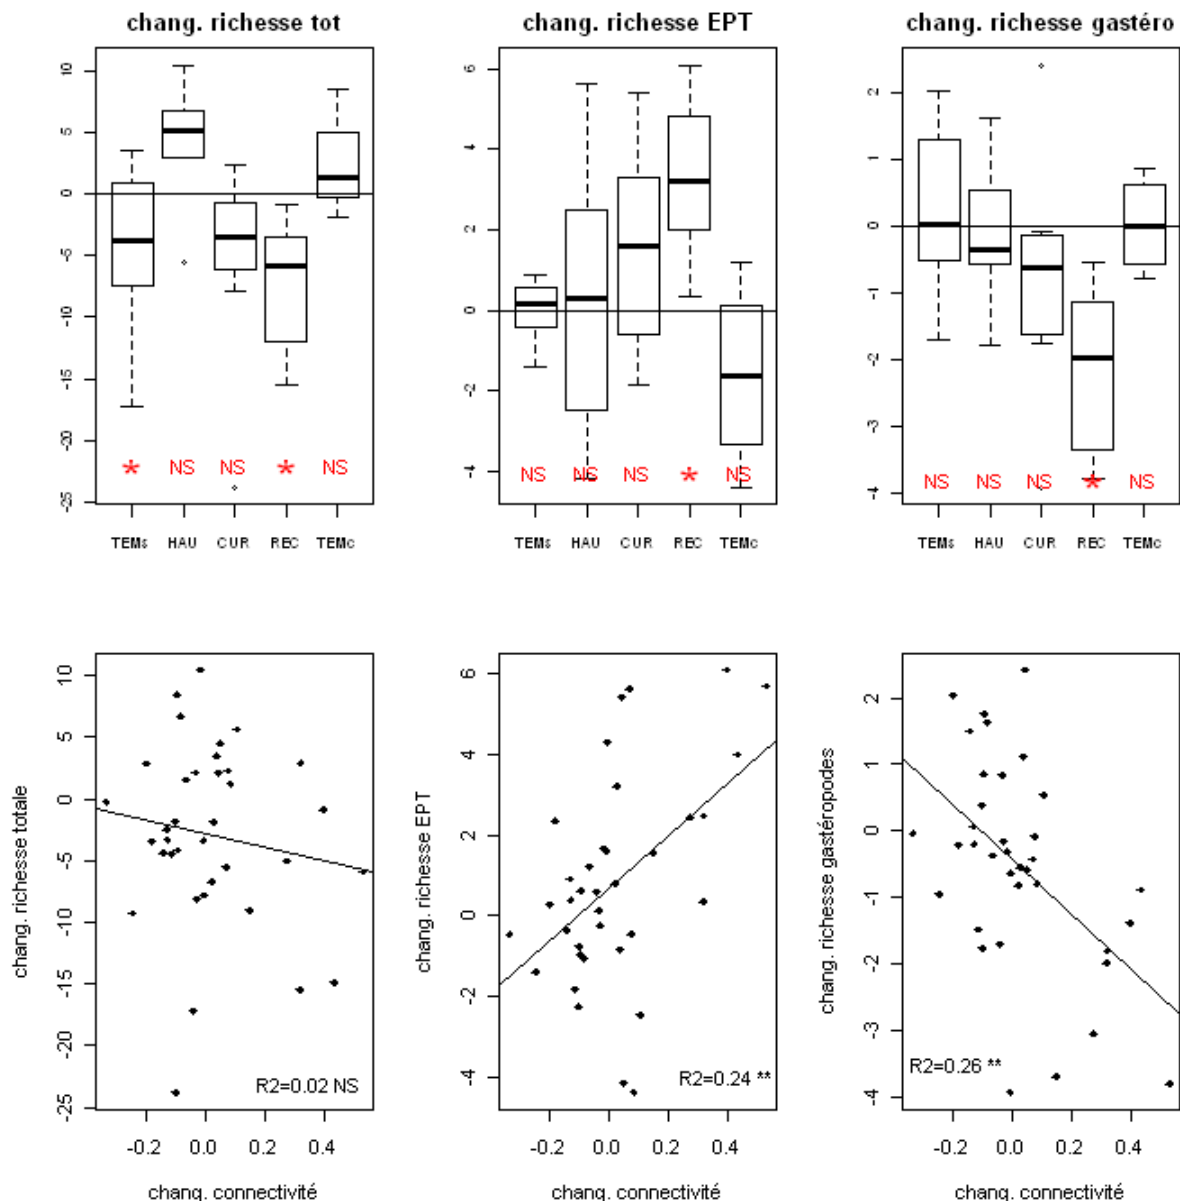 chang. richesse tot
chang. richesse EPT
chang. richesse gastéro
10
5
0
-5
-10
-15
-20
-25
* NS NS * NS
TEMs HAU CUR REC TEMc
6
4
2
0
-2
-4
NS NS NS * NS
TEMs HAU CUR REC TEMc
2
1
0
-1
-2
-3
-4
NS NS NS * NS
TEMs HAU CUR REC TEMc
chang. richesse totale
10
5
0
-5
-10
-15
-20
-25
R2=0.02 NS
-0.2 0.0 0.2 0.4
chang. connectivité
chang. richesse EPT
6
4
2
0
-2
-4
R2=0.24 **
-0.2 0.0 0.2 0.4
chang. connectivité
chang. richesse gastéropodes
2
1
0
-1
-2
-3
-4
R2=0.26 **
-0.2 0.0 0.2 0.4
chang. connectivité